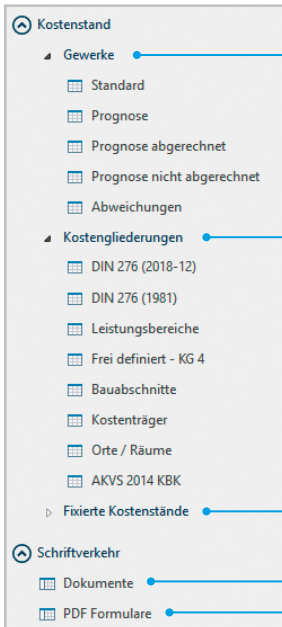 Kostenstand
Gewerke
Standard
Prognose
Prognose abgerechnet
Prognose nicht abgerechnet
Abweichungen
Kostengliederungen
DIN 276 (2018-12)
DIN 276 (1981)
Leistungsbereiche
Frei definiert - KG 4
Bauabschnitte
Kostenträger
Orte / Räume
AKVS 2014 KBK
Fixierte Kostenstände
Schriftverkehr
Dokumente
PDF Formulare